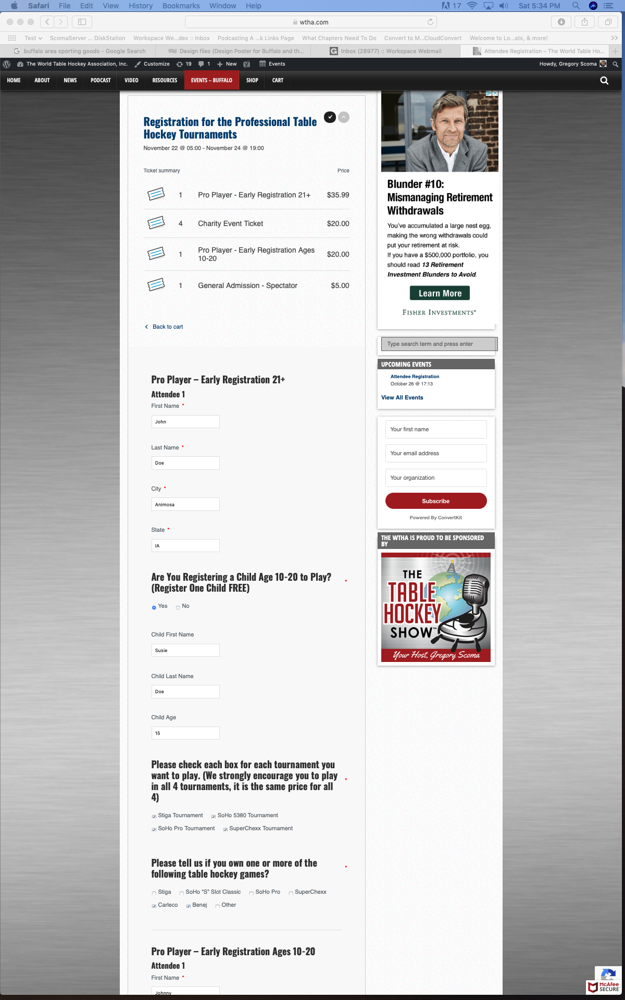 Safari File Edit View History Bookmarks Window Help 17 Sat 5:34 PM
wtha.com
Test ScomaServer ... DiskStation Workspace We...dex :: Inbox Podcasting A ...k Links Page What Chapters Need To Do Convert to M...CloudConvert Welcome to Lo...ats, & more! >>
buffalo area sporting goods - Google Search 99d Design files (Design Poster for Buffalo and th... G Inbox (28977) :: Workspace Webmail Attendee Registration – The World Table Ho... +
The World Table Hockey Association, Inc. Customize 19 1 + New Events Howdy, Gregory Scoma
HOME ABOUT NEWS PODCAST VIDEO RESOURCES EVENTS – BUFFALO SHOP CART
Registration for the Professional Table
Hockey Tournaments
November 22 @ 05:00 - November 24 @ 19:00
Ticket summary Price
1 Pro Player - Early Registration 21+ $35.99
4 Charity Event Ticket $20.00
1 Pro Player - Early Registration Ages
10-20 $20.00
1 General Admission - Spectator $5.00
Back to cart
Pro Player – Early Registration 21+
Attendee 1
First Name *
John
Last Name *
Doe
City *
Animosa
State *
IA
Are You Registering a Child Age 10-20 to Play? *
(Register One Child FREE)
Yes No
Child First Name
Susie
Child Last Name
Doe
Child Age
15
Please check each box for each tournament you
want to play. (We strongly encourage you to play *
in all 4 tournaments, it is the same price for all
4)
Stiga Tournament SoHo 5380 Tournament
SoHo Pro Tournament SuperChexx Tournament
Please tell us if you own one or more of the *
following table hockey games?
Stiga SoHo “S” Slot Classic SoHo Pro SuperChexx
Carleco Benej Other
Pro Player – Early Registration Ages 10-20
Attendee 1
First Name *
Johnny
Blunder #10:
Mismanaging Retirement
Withdrawals
You’ve accumulated a large nest egg,
making the wrong withdrawals could
put your retirement at risk.
If you have a $500,000 portfolio, you
should read 13 Retirement
Investment Blunders to Avoid.
Learn More
FISHER INVESTMENTS®
Type search term and press enter
UPCOMING EVENTS
Attendee Registration
October 26 @ 17:13
View All Events
Your first name
Your email address
Your organization
Subscribe
Powered By ConvertKit
THE WTHA IS PROUD TO BE SPONSORED
BY
THE
TABLE
HOCKEY
SHOW™
Your Host, Gregory Scoma
McAfee
SECURE